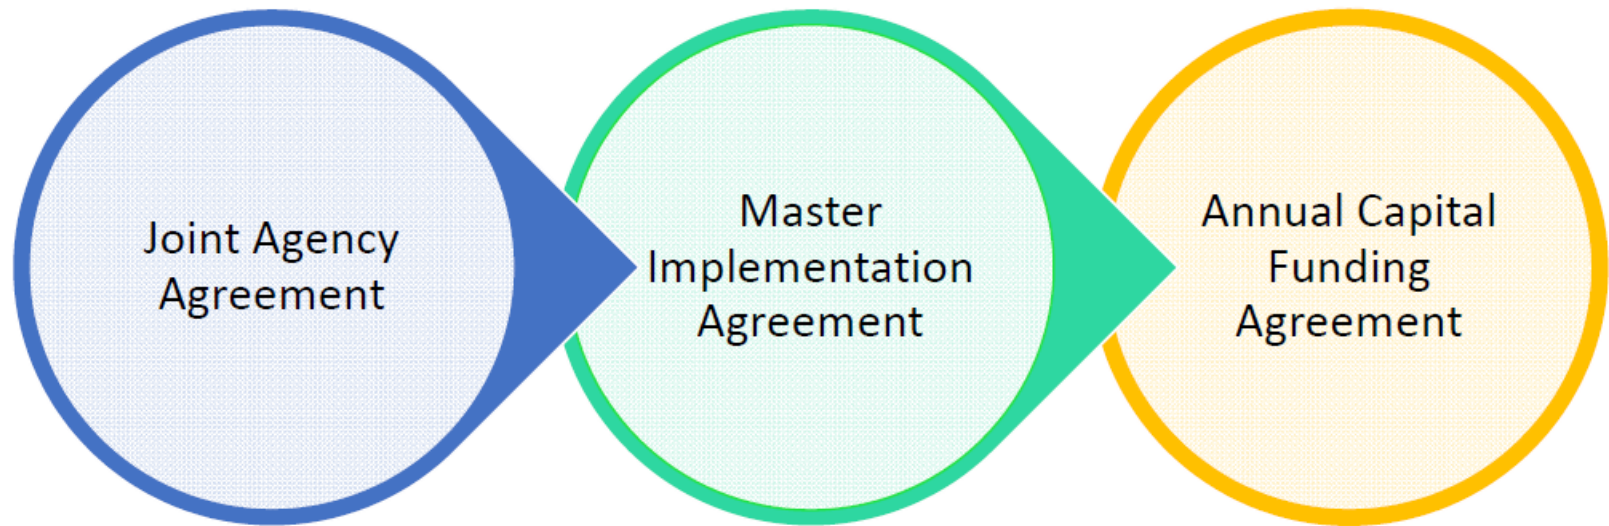 Joint Agency
Agreement
Master
Implementation
Agreement
Annual Capital
Funding
Agreement